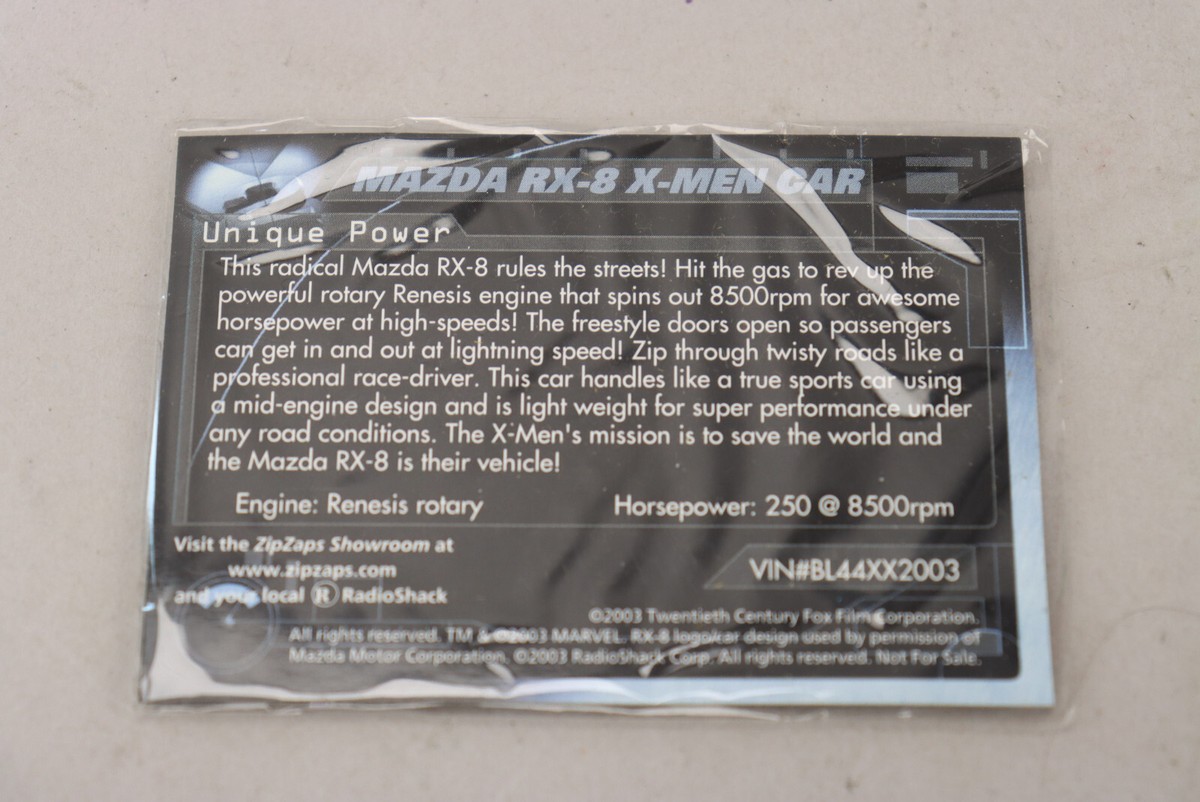 MAZDA RX-8 X-MEN CAR
Unique Power
This radical Mazda RX-8 rules the streets! Hit the gas to rev up the
powerful rotary Renesis engine that spins out 8500rpm for awesome
horsepower at high-speeds! The freestyle doors open so passengers
can get in and out at lightning speed! Zip through twisty roads like a
professional race-driver. This car handles like a true sports car using
a mid-engine design and is light weight for super performance under
any road conditions. The X-Men's mission is to save the world and
the Mazda RX-8 is their vehicle!
Engine: Renesis rotary Horsepower: 250 @ 8500rpm
Visit the ZipZaps Showroom at
www.zipzaps.com
and your local Ⓡ RadioShack
VIN#BL44XX2003
©2003 Twentieth Century Fox Film Corporation.
All rights reserved. TM & ©2003 MARVEL. RX-8 logo/car design used by permission of
Mazda Motor Corporation. ©2003 RadioShack Corp. All rights reserved. Not For Sale.